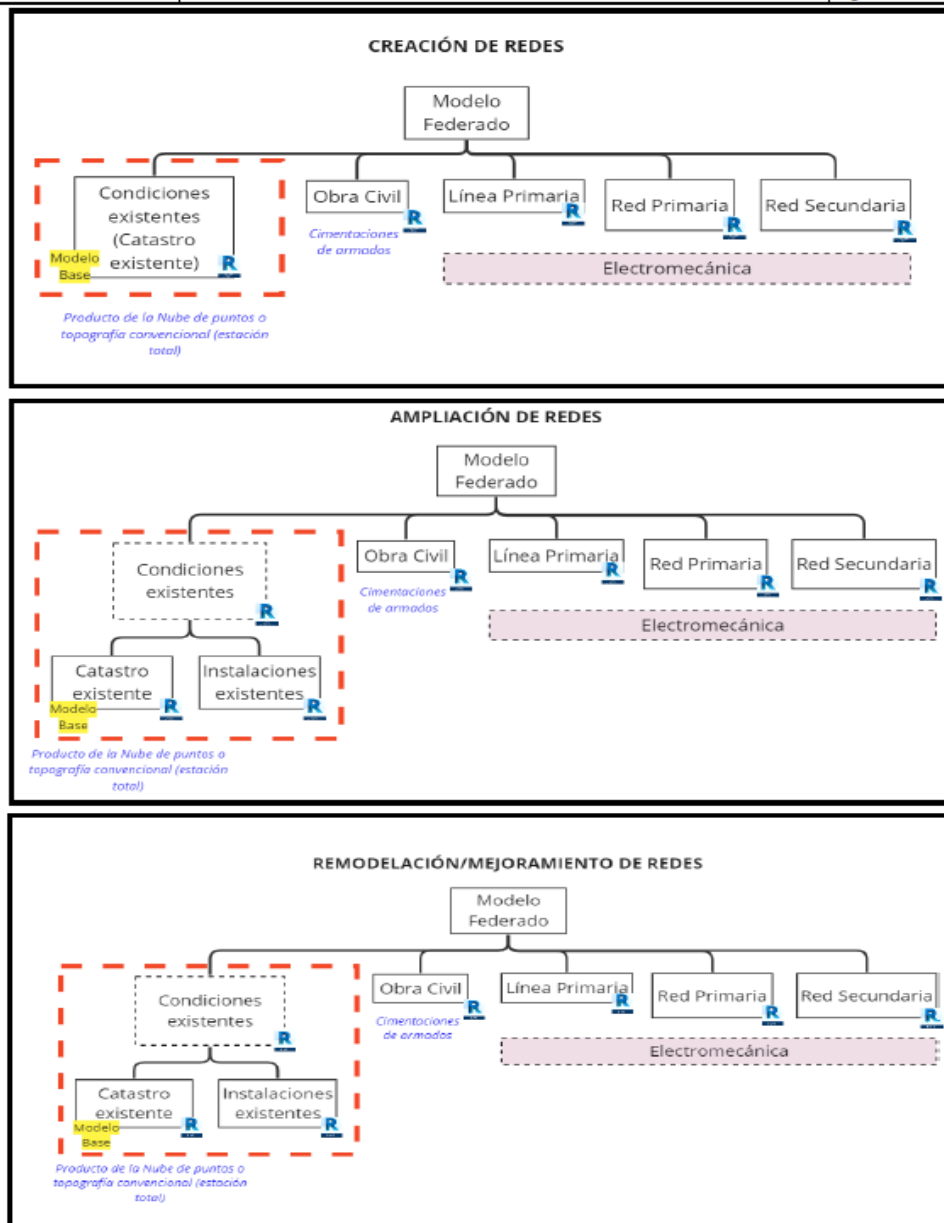 CREACIÓN DE REDES
Modelo
Federado
Condiciones
existentes
(Catastro
existente)
Modelo
Base
R
Producto de la Nube de puntos o
topografía convencional (estación
total)
Obra Civil
R
Cimentaciones
de armados
Línea Primaria
R
Red Primaria
R
Red Secundaria
R
Electromecánica
AMPLIACIÓN DE REDES
Modelo
Federado
Condiciones
existentes
R
Catastro
existente
Modelo
Base
R
Instalaciones
existentes
R
Producto de la Nube de puntos o
topografía convencional (estación
total)
Obra Civil
R
Cimentaciones
de armados
Línea Primaria
R
Red Primaria
R
Red Secundaria
R
Electromecánica
REMODELACIÓN/MEJORAMIENTO DE REDES
Modelo
Federado
Condiciones
existentes
R
Catastro
existente
Modelo
Base
R
Instalaciones
existentes
R
Producto de la Nube de puntos o
topografía convencional (estación
total)
Obra Civil
R
Cimentaciones
de armados
Línea Primaria
R
Red Primaria
R
Red Secundaria
R
Electromecánica